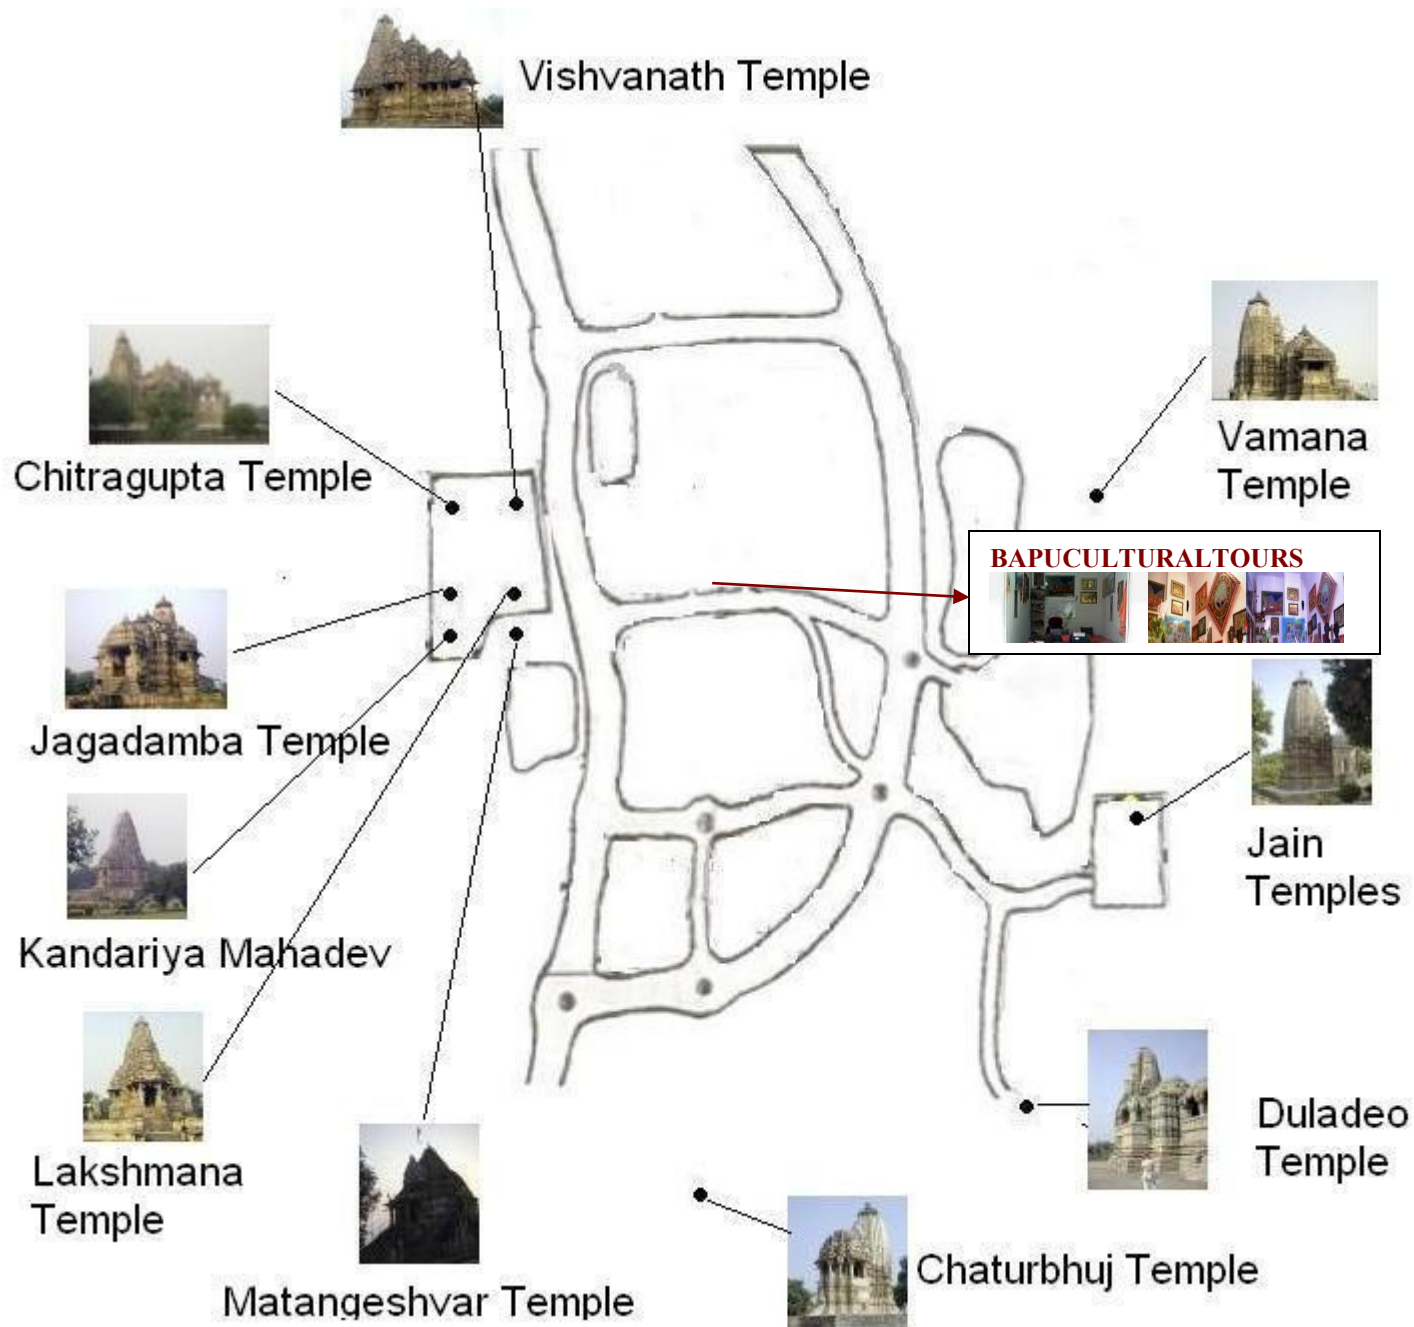 Vishvanath Temple
Chitragupta Temple
Vamana
Temple
BAPUCULTURALTOURS
Jagadamba Temple
Jain
Temples
Kandariya Mahadev
Lakshmana
Temple
Duladeo
Temple
Matangeshvar Temple
Chaturbhuj Temple